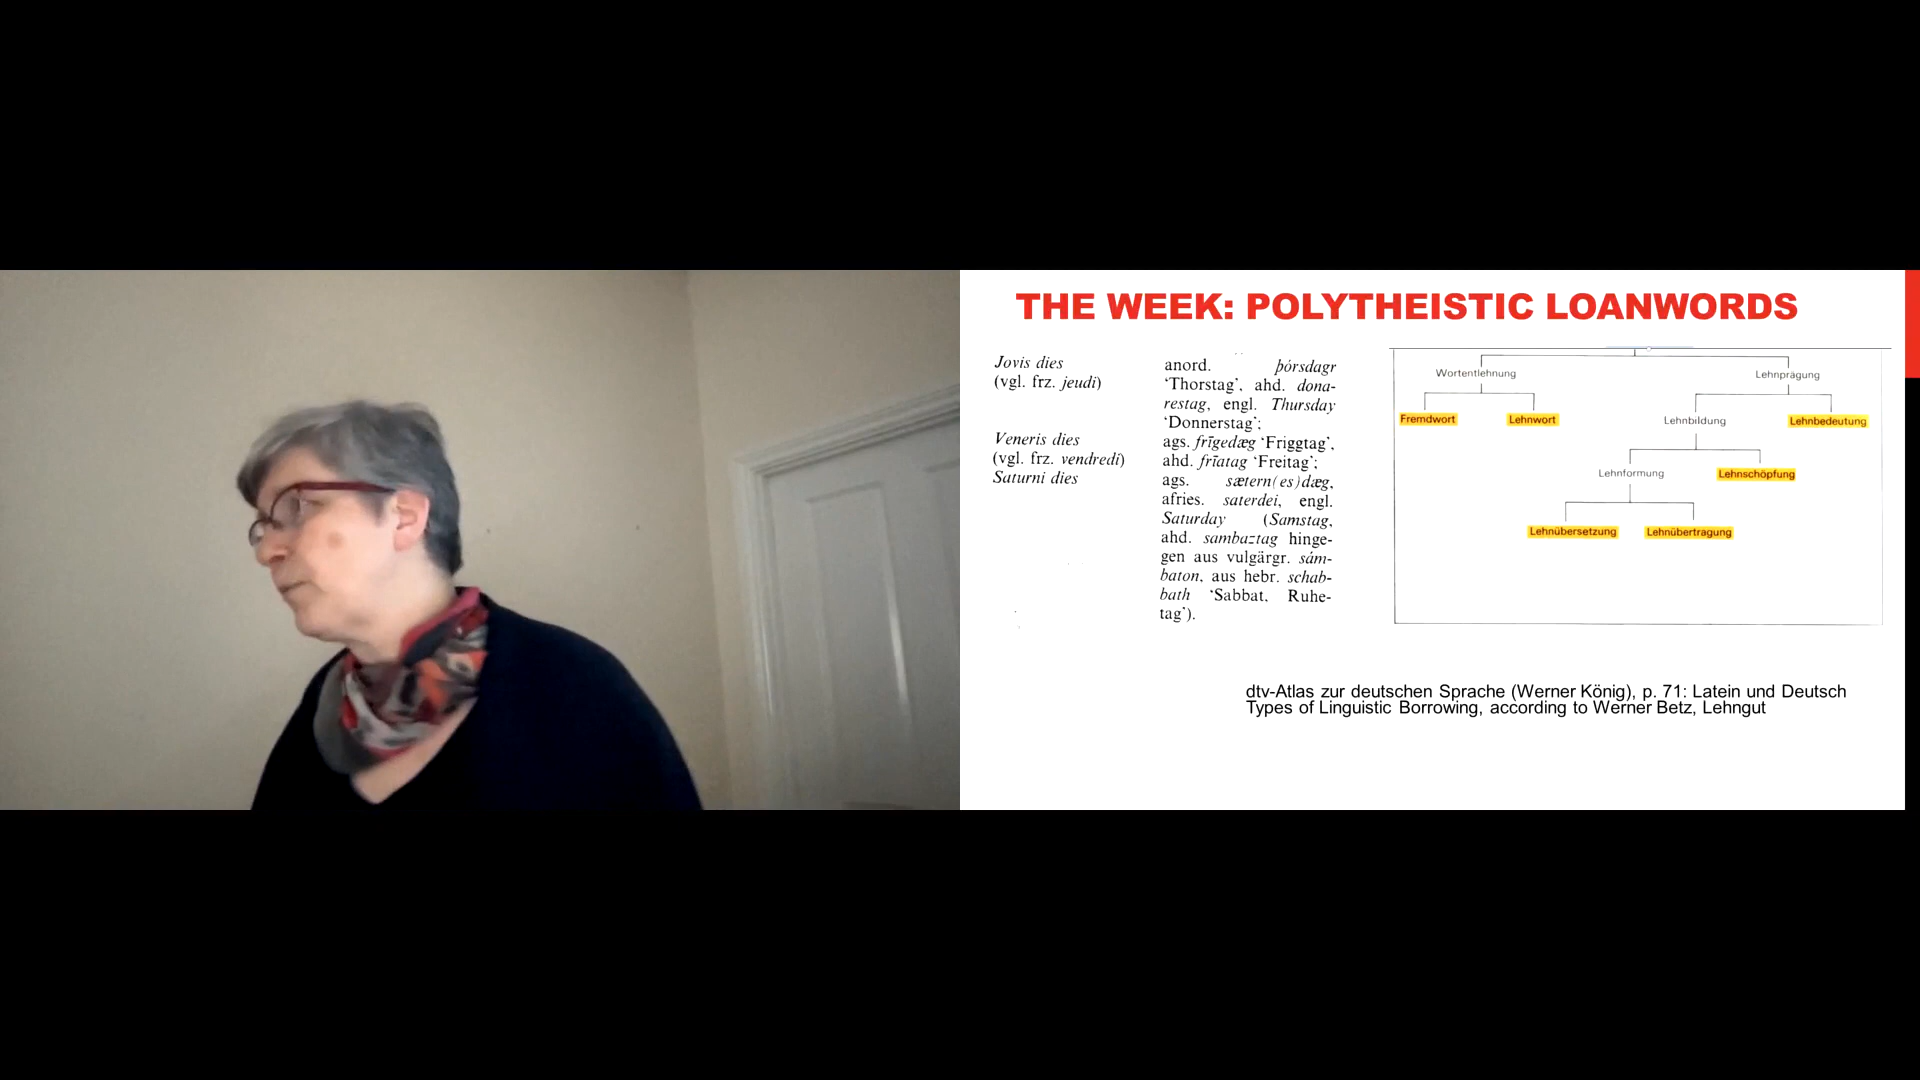 THE WEEK: POLYTHEISTIC LOANWORDS
Jovis dies
(vgl. frz. jeudi)
Veneris dies
(vgl. frz. vendredi)
Saturni dies
anord. þórsdagr
‘Thorstag’, ahd. dona-
restag, engl. Thursday
‘Donnerstag’;
ags. frīgedæg ‘Friggtag’,
ahd. frīatag ‘Freitag’;
ags. sætern(es)dæg,
afries. saterdei, engl.
Saturday (Samstag,
ahd. sambaztag hinge-
gen aus vulgärgr. sám-
baton, aus hebr. schab-
bath ‘Sabbat, Ruhe-
tag’).
Wortentlehnung
Lehnprägung
Fremdwort
Lehnwort
Lehnbildung
Lehnbedeutung
Lehnformung
Lehnschöpfung
Lehnübersetzung
Lehnübertragung
dtv-Atlas zur deutschen Sprache (Werner König), p. 71: Latein und Deutsch
Types of Linguistic Borrowing, according to Werner Betz, Lehngut